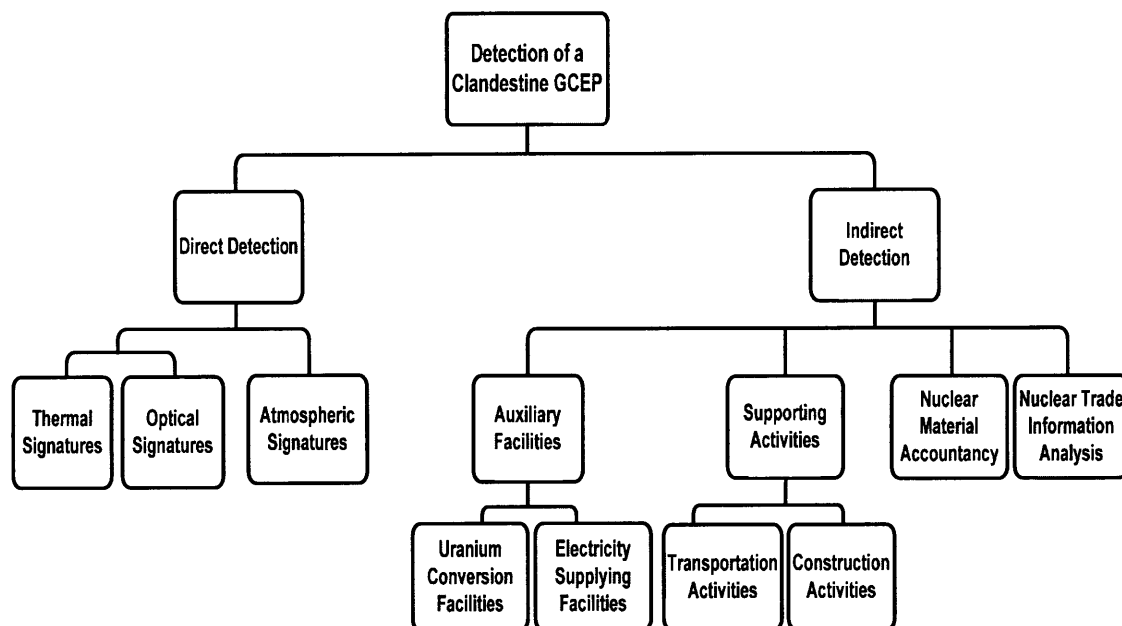 Detection of a
Clandestine GCEP
Direct Detection
Indirect
Detection
Thermal
Signatures
Optical
Signatures
Atmospheric
Signatures
Auxiliary
Facilities
Supporting
Activities
Nuclear
Material
Accountancy
Nuclear Trade
Information
Analysis
Uranium
Conversion
Facilities
Electricity
Supplying
Facilities
Transportation
Activities
Construction
Activities